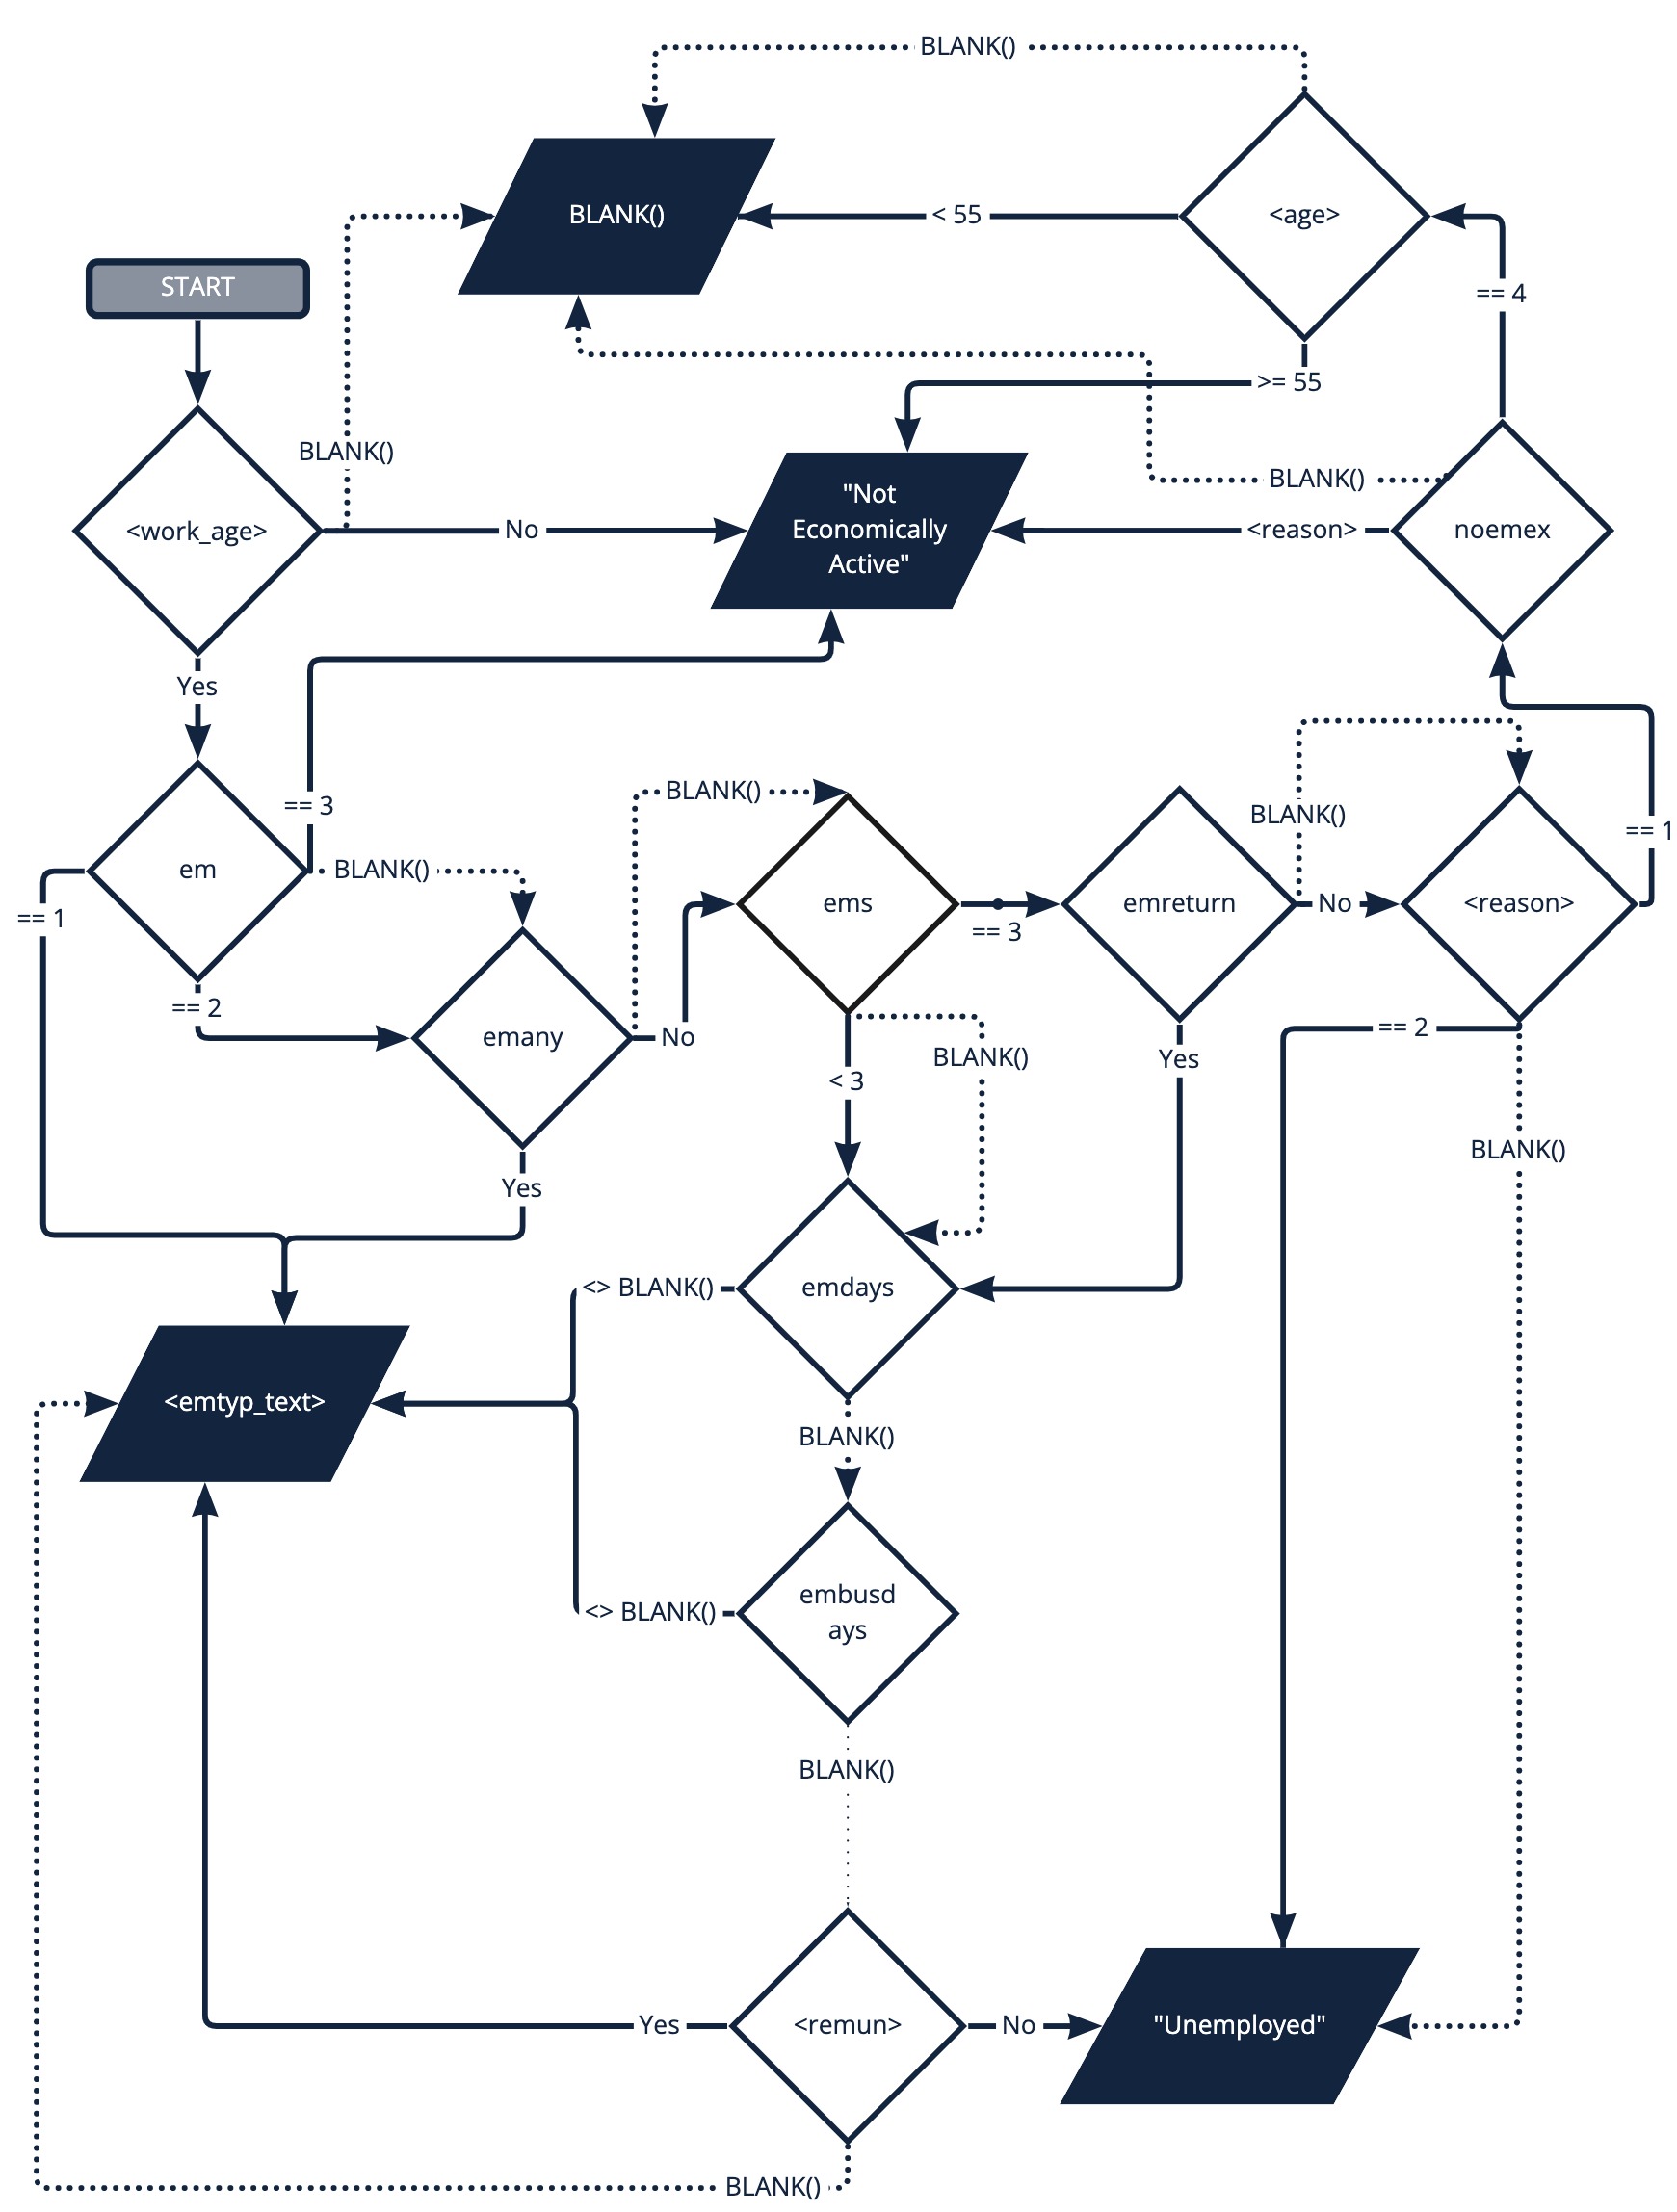 BLANK()
BLANK()
< 55
<age>
START
== 4
>= 55
BLANK()
"Not
Economically
Active"
BLANK()
<work_age>
No
<reason>
noemex
Yes
BLANK()
== 3
BLANK()
== 1
em
BLANK()
ems
emreturn
No
<reason>
== 1
== 3
== 2
emany
No
== 2
BLANK()
Yes
< 3
BLANK()
Yes
<> BLANK()
emdays
<emtyp_text>
BLANK()
embusd
ays
<> BLANK()
BLANK()
Yes
<remun>
No
"Unemployed"
BLANK()